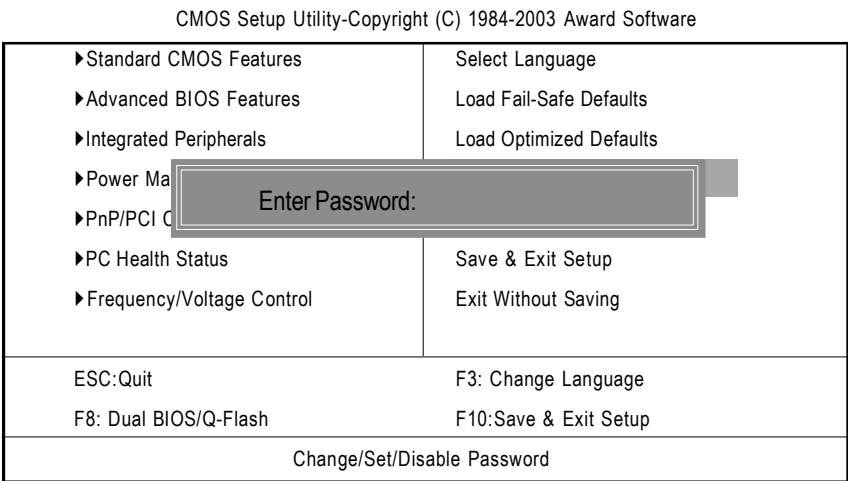 CMOS Setup Utility-Copyright (C) 1984-2003 Award Software
▶Standard CMOS Features Select Language
▶Advanced BIOS Features Load Fail-Safe Defaults
▶Integrated Peripherals Load Optimized Defaults
▶Power Ma
Enter Password:
▶PnP/PCI C
▶PC Health Status Save & Exit Setup
▶Frequency/Voltage Control Exit Without Saving
ESC:Quit F3: Change Language
F8: Dual BIOS/Q-Flash F10:Save & Exit Setup
Change/Set/Disable Password